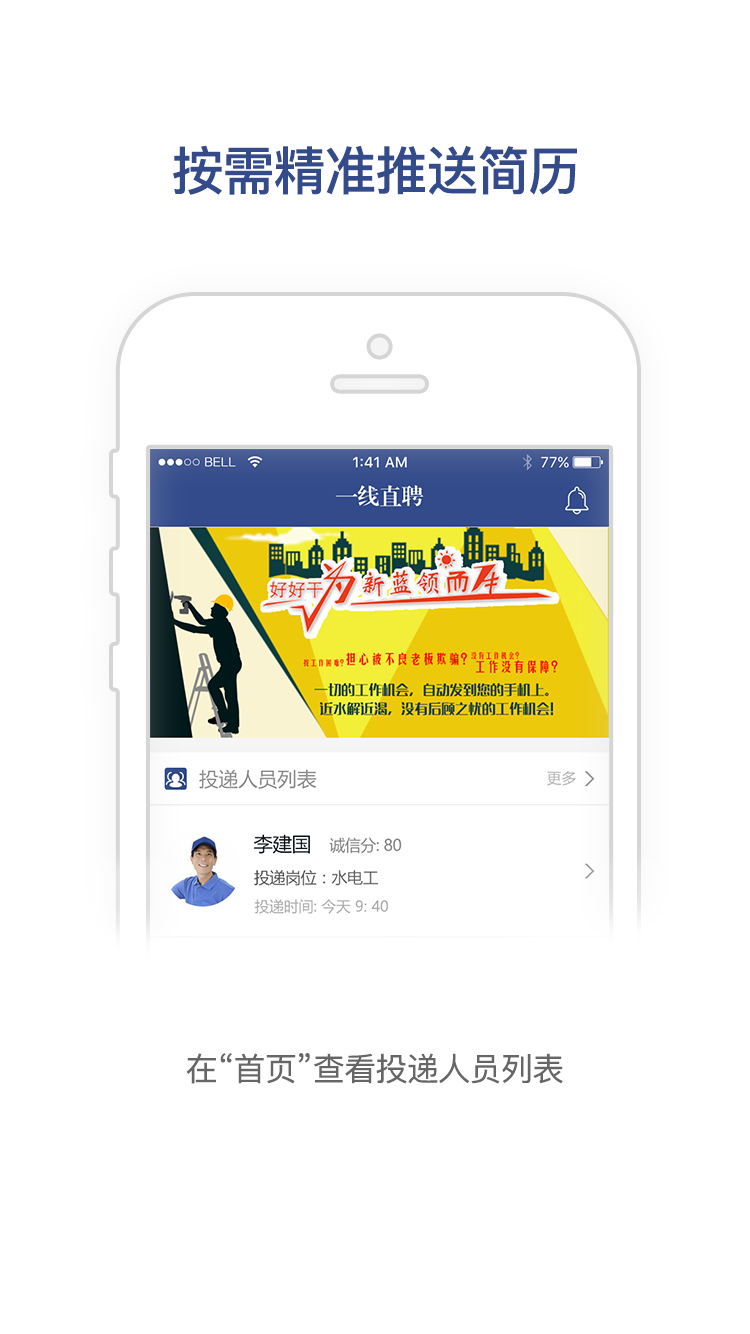 按需精准推送简历
BELL 1:41 AM 77%
一线直聘
好好干为新蓝领而生
找工作困难?担心被不良老板欺骗?没有工作机会?工作没有保障?
一切的工作机会,自动发到您的手机上。
近水解近渴,没有后顾之忧的工作机会!
投递人员列表 更多
李建国 诚信分: 80
投递岗位:水电工
投递时间: 今天 9: 40
在“首页”查看投递人员列表